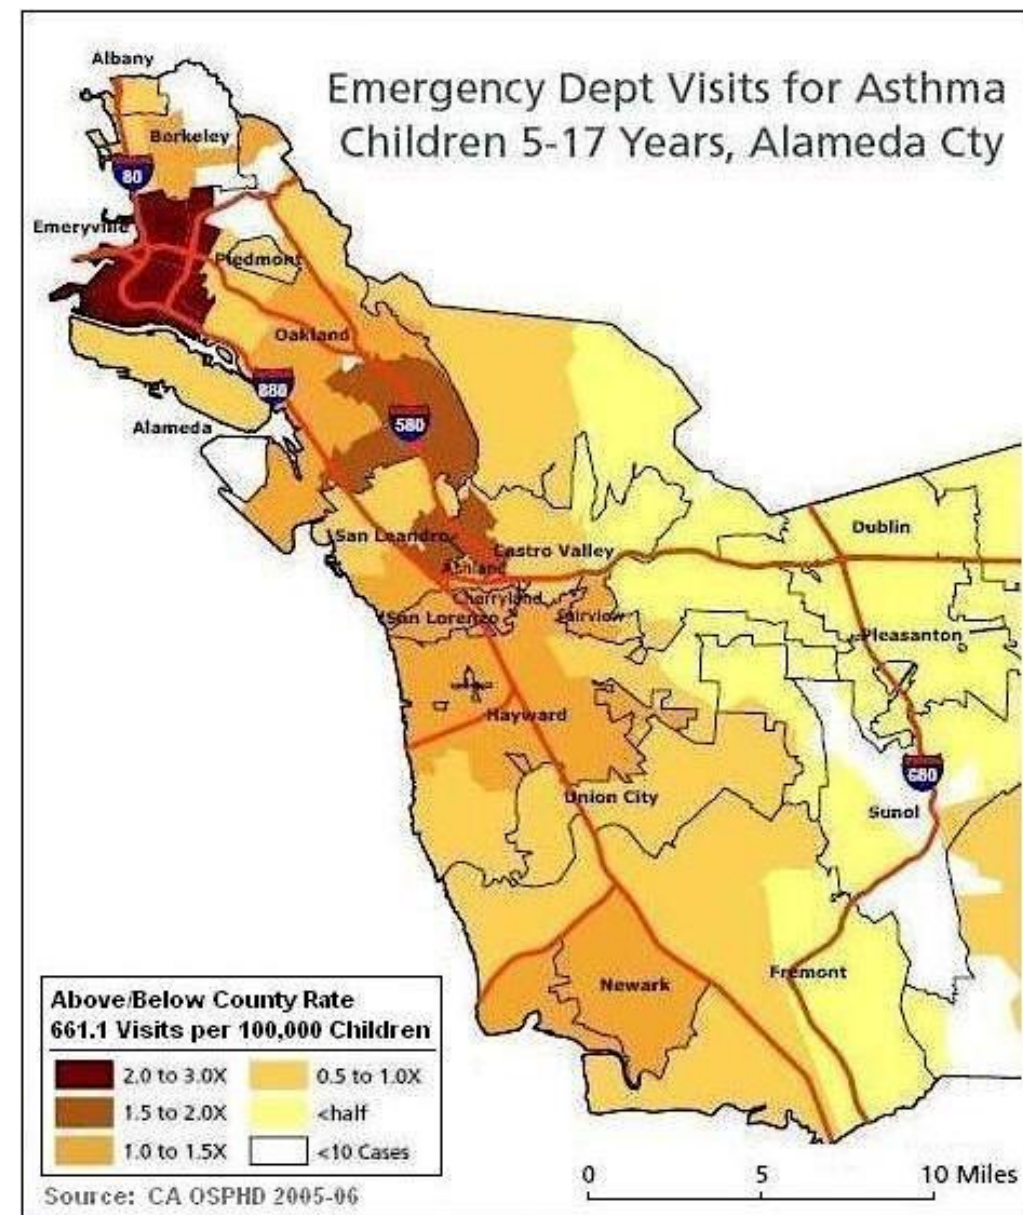 Emergency Dept Visits for Asthma
Children 5-17 Years, Alameda Cty
Albany
Berkeley
80
Emeryville
Piedmont
Oakland
880
580
Alameda
San Leandro
Castro Valley
Ashland
Cherryland
San Lorenzo
Fairview
Dublin
Pleasanton
Hayward
680
Union City
Sunol
Fremont
Newark
Above/Below County Rate
661.1 Visits per 100,000 Children
2.0 to 3.0X
0.5 to 1.0X
1.5 to 2.0X
<half
1.0 to 1.5X
<10 Cases
Source: CA OSPHD 2005-06
0 5 10 Miles